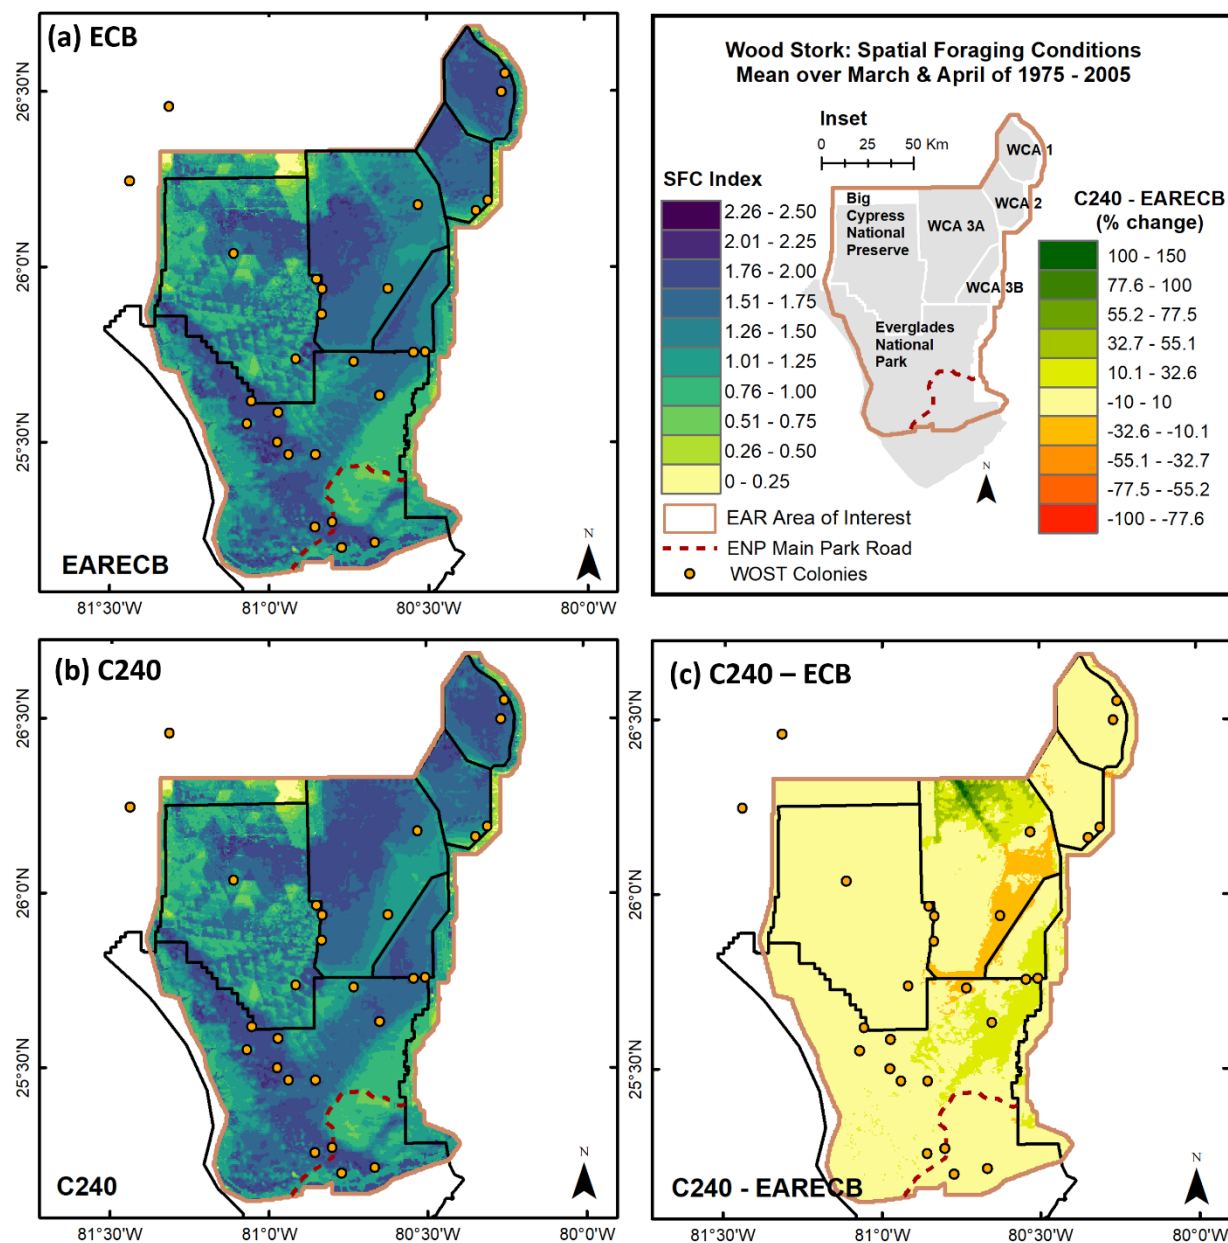 (a) ECB
26°30'N
26°0'N
25°30'N
EARECB
N
81°30'W
81°0'W
80°30'W
80°0'W
Wood Stork: Spatial Foraging Conditions
Mean over March & April of 1975 - 2005
Inset
0 25 50 Km
WCA 1
WCA 2
Big
Cypress
National
Preserve
WCA 3A
WCA 3B
Everglades
National
Park
N
SFC Index
2.26 - 2.50
2.01 - 2.25
1.76 - 2.00
1.51 - 1.75
1.26 - 1.50
1.01 - 1.25
0.76 - 1.00
0.51 - 0.75
0.26 - 0.50
0 - 0.25
C240 - EARECB
(% change)
100 - 150
77.6 - 100
55.2 - 77.5
32.7 - 55.1
10.1 - 32.6
-10 - 10
-32.6 - -10.1
-55.1 - -32.7
-77.5 - -55.2
-100 - -77.6
EAR Area of Interest
ENP Main Park Road
WOST Colonies
(b) C240
26°30'N
26°0'N
25°30'N
C240
N
81°30'W
81°0'W
80°30'W
80°0'W
(c) C240 – ECB
26°30'N
26°0'N
25°30'N
C240 - EARECB
N
81°30'W
81°0'W
80°30'W
80°0'W